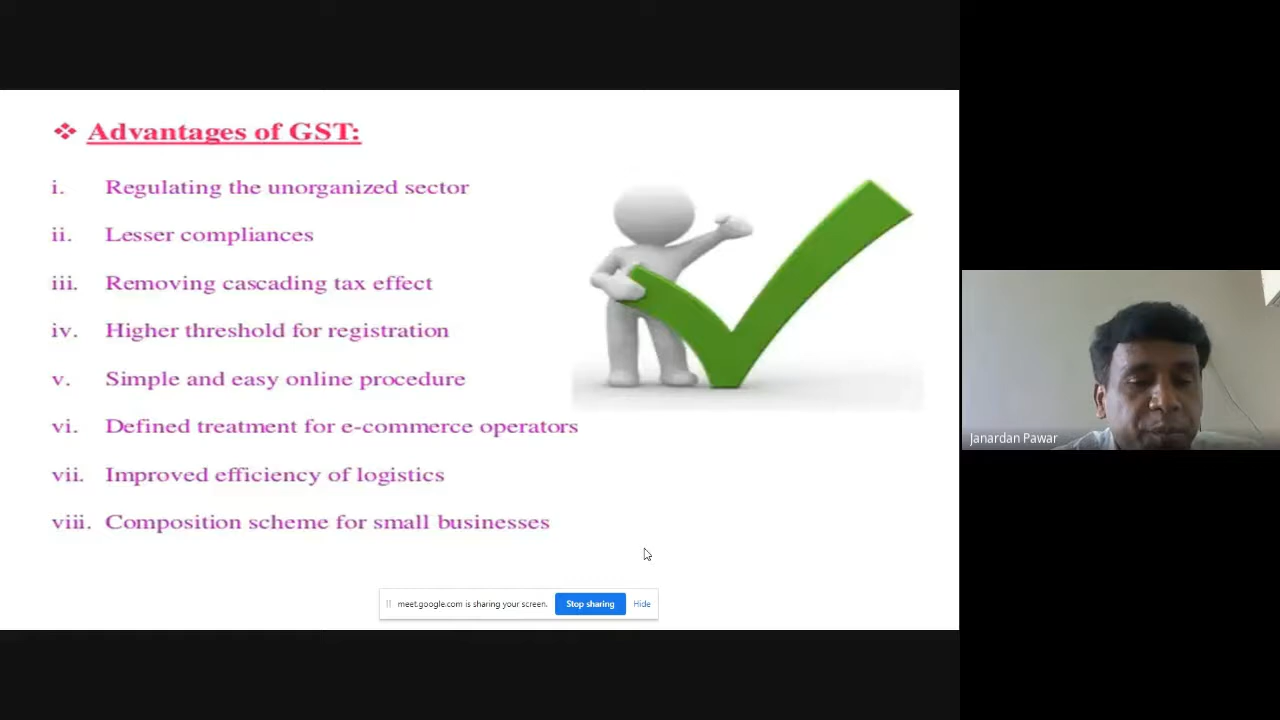 ❖ Advantages of GST:
i. Regulating the unorganized sector
ii. Lesser compliances
iii. Removing cascading tax effect
iv. Higher threshold for registration
v. Simple and easy online procedure
vi. Defined treatment for e-commerce operators
vii. Improved efficiency of logistics
viii. Composition scheme for small businesses
meet.google.com is sharing your screen. Stop sharing Hide
Janardan Pawar